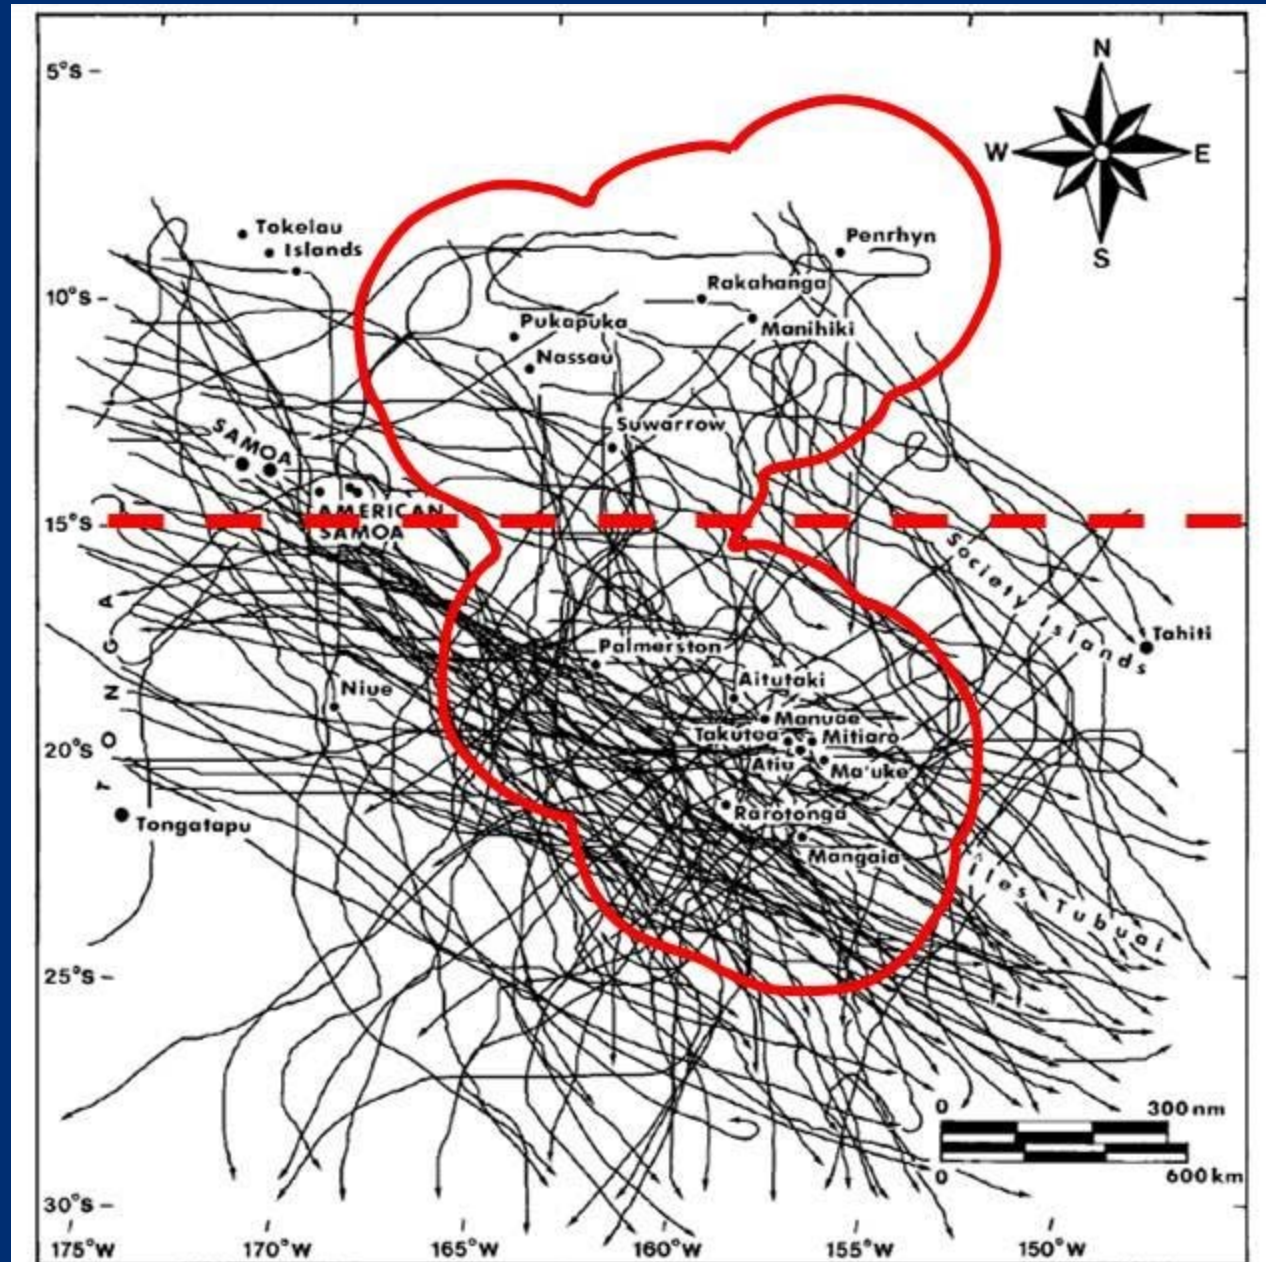 N
W E
S
5°S
10°S
15°S
20°S
25°S
30°S
175°W 170°W 165°W 160°W 155°W 150°W
Tokelau
Islands
Penrhyn
Rakahanga
Manihiki
Pukapuka
Nassau
Suwarrow
SAMOA
AMERICAN
SAMOA
Society islands
Tahiti
TONGA
Niue
Palmerston
Aitutaki
Manuae
Takutea
Mitiaro
Atiu
Ma'uke
Tongatapu
Rarotonga
Mangaia
iles Tubuai
0 300 nm
0 600 km